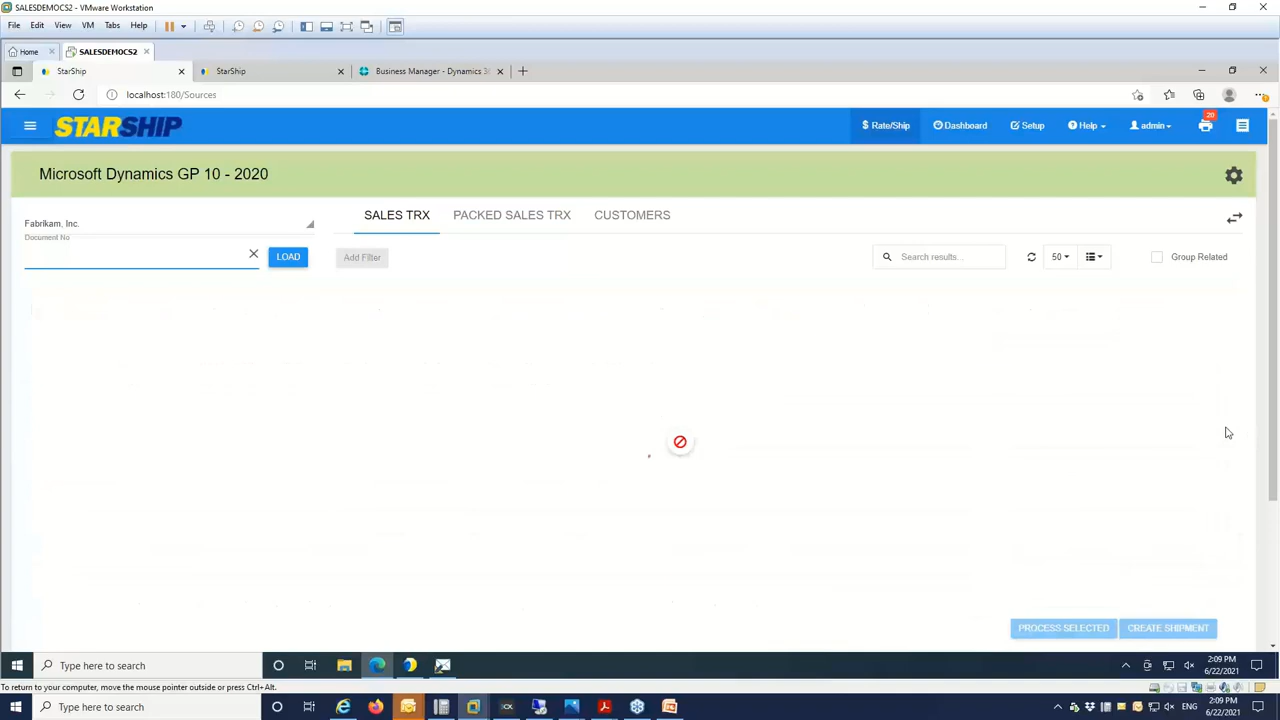 SALESDEMOCS2 - VMware Workstation
File Edit View VM Tabs Help
Home SALESDEMOCS2
StarShip StarShip Business Manager - Dynamics 36
localhost:180/Sources
STARSHIP $ Rate/Ship Dashboard Setup Help admin 20
Microsoft Dynamics GP 10 - 2020
Fabrikam, Inc. SALES TRX PACKED SALES TRX CUSTOMERS
Document No
LOAD Add Filter Search results... 50 Group Related
PROCESS SELECTED CREATE SHIPMENT
Type here to search 2:09 PM
6/22/2021
To return to your computer, move the mouse pointer outside or press Ctrl+Alt.
Type here to search ENG 2:09 PM
6/22/2021